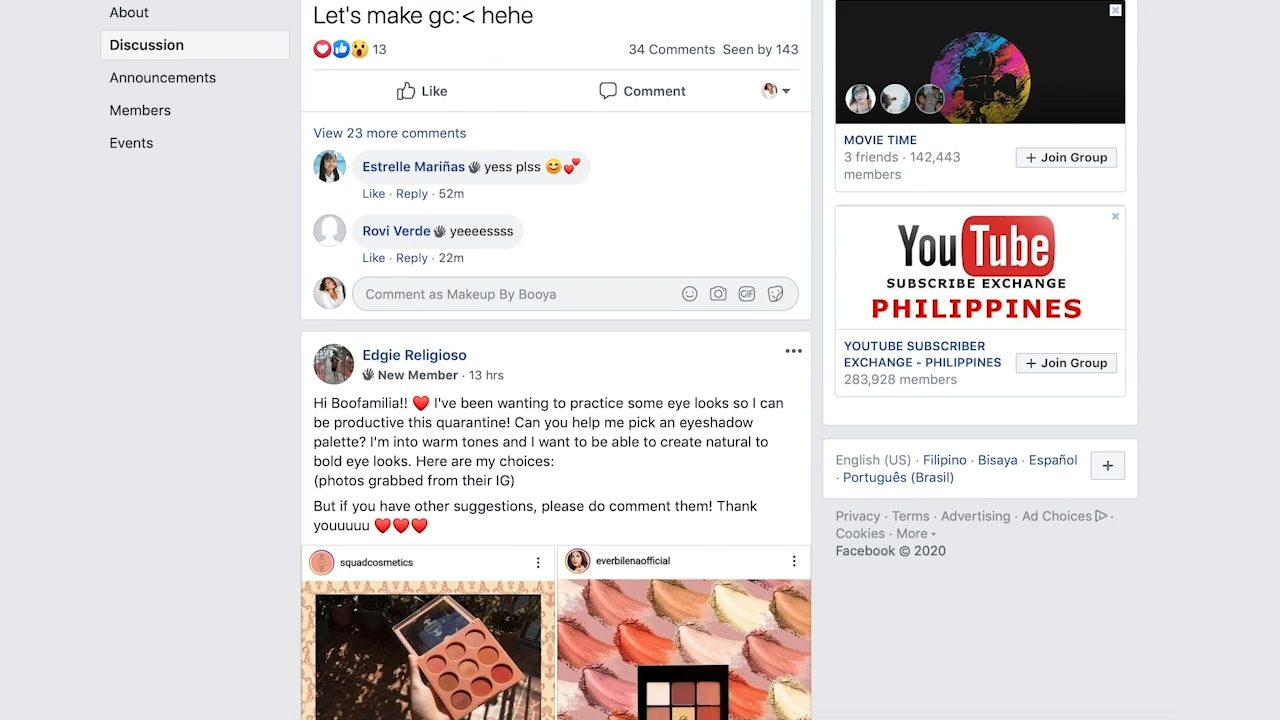 About
Discussion
Announcements
Members
Events
Let's make gc:< hehe
13
34 Comments Seen by 143
Like
Comment
View 23 more comments
Estrelle Mariñas 👋 yess plss 😊💕
Like · Reply · 52m
Rovi Verde 👋 yeeeessss
Like · Reply · 22m
Comment as Makeup By Booya
GIF
Edgie Religioso
👋 New Member · 13 hrs
Hi Boofamilia!! ❤️ I've been wanting to practice some eye looks so I can
be productive this quarantine! Can you help me pick an eyeshadow
palette? I'm into warm tones and I want to be able to create natural to
bold eye looks. Here are my choices:
(photos grabbed from their IG)
But if you have other suggestions, please do comment them! Thank
youuuuu ❤️❤️❤️
squadcosmetics
everbilenaofficial
MOVIE TIME
3 friends · 142,443
members
+ Join Group
YouTube
SUBSCRIBE EXCHANGE
PHILIPPINES
YOUTUBE SUBSCRIBER
EXCHANGE - PHILIPPINES
283,928 members
+ Join Group
English (US) · Filipino · Bisaya · Español
· Português (Brasil)
+
Privacy · Terms · Advertising · Ad Choices ·
Cookies · More
Facebook © 2020